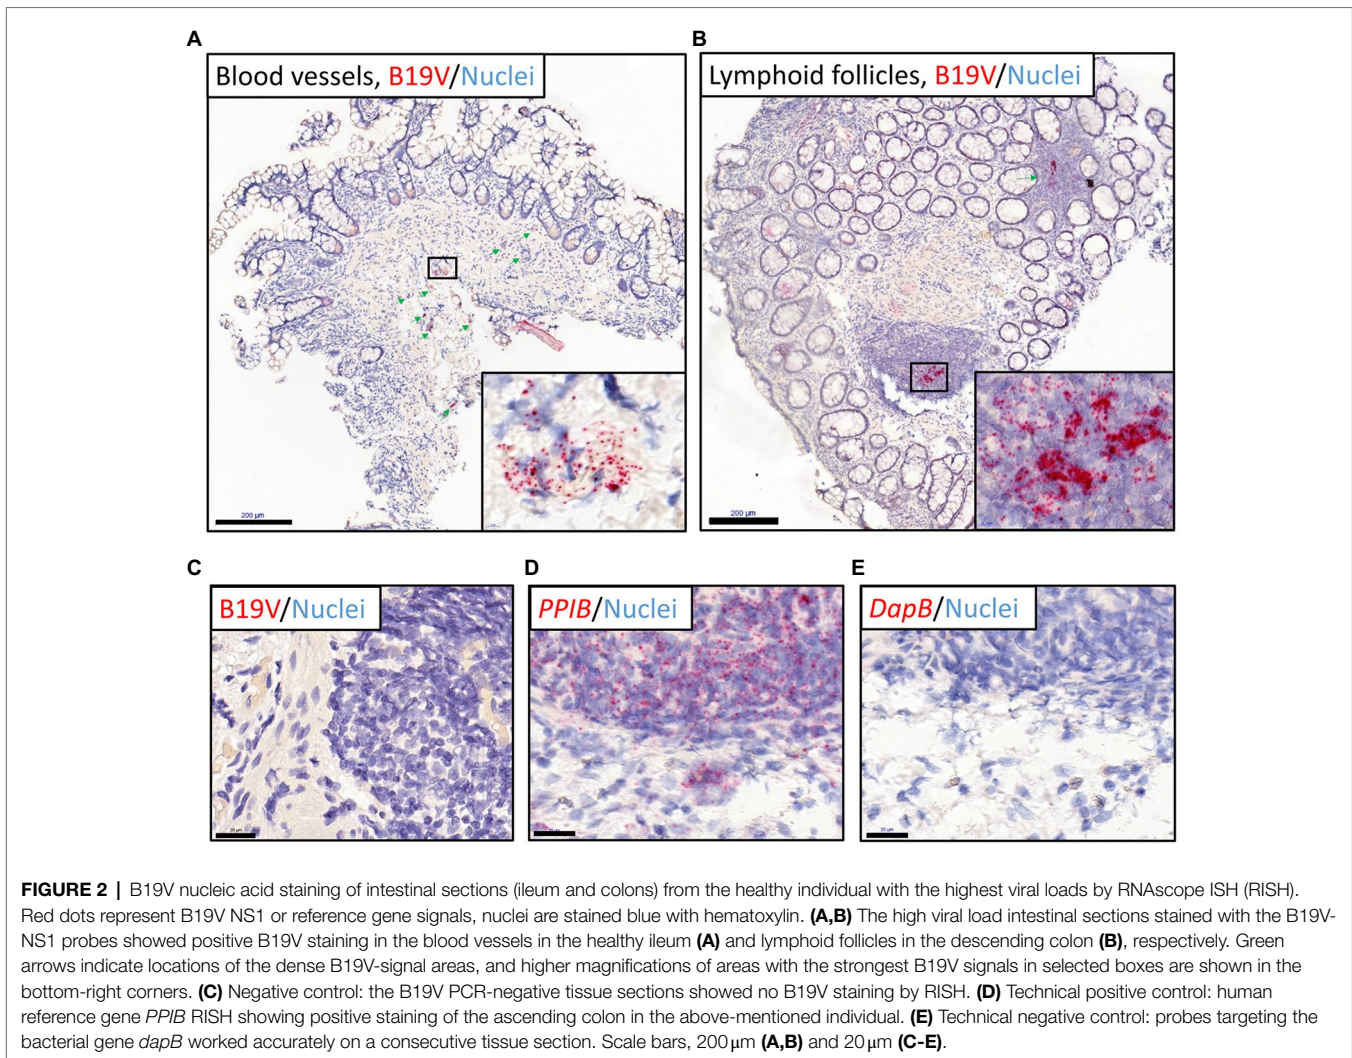 A
B
Blood vessels, B19V/Nuclei
Lymphoid follicles, B19V/Nuclei
200 µm
200 µm
C
D
E
B19V/Nuclei
PPIB/Nuclei
DapB/Nuclei
20 µm
20 µm
FIGURE 2 | B19V nucleic acid staining of intestinal sections (ileum and colons) from the healthy individual with the highest viral loads by RNAscope ISH (RISH).
Red dots represent B19V NS1 or reference gene signals, nuclei are stained blue with hematoxylin. (A,B) The high viral load intestinal sections stained with the B19V-
NS1 probes showed positive B19V staining in the blood vessels in the healthy ileum (A) and lymphoid follicles in the descending colon (B), respectively. Green
arrows indicate locations of the dense B19V-signal areas, and higher magnifications of areas with the strongest B19V signals in selected boxes are shown in the
bottom-right corners. (C) Negative control: the B19V PCR-negative tissue sections showed no B19V staining by RISH. (D) Technical positive control: human
reference gene PPIB RISH showing positive staining of the ascending colon in the above-mentioned individual. (E) Technical negative control: probes targeting the
bacterial gene dapB worked accurately on a consecutive tissue section. Scale bars, 200 µm (A,B) and 20 µm (C-E).